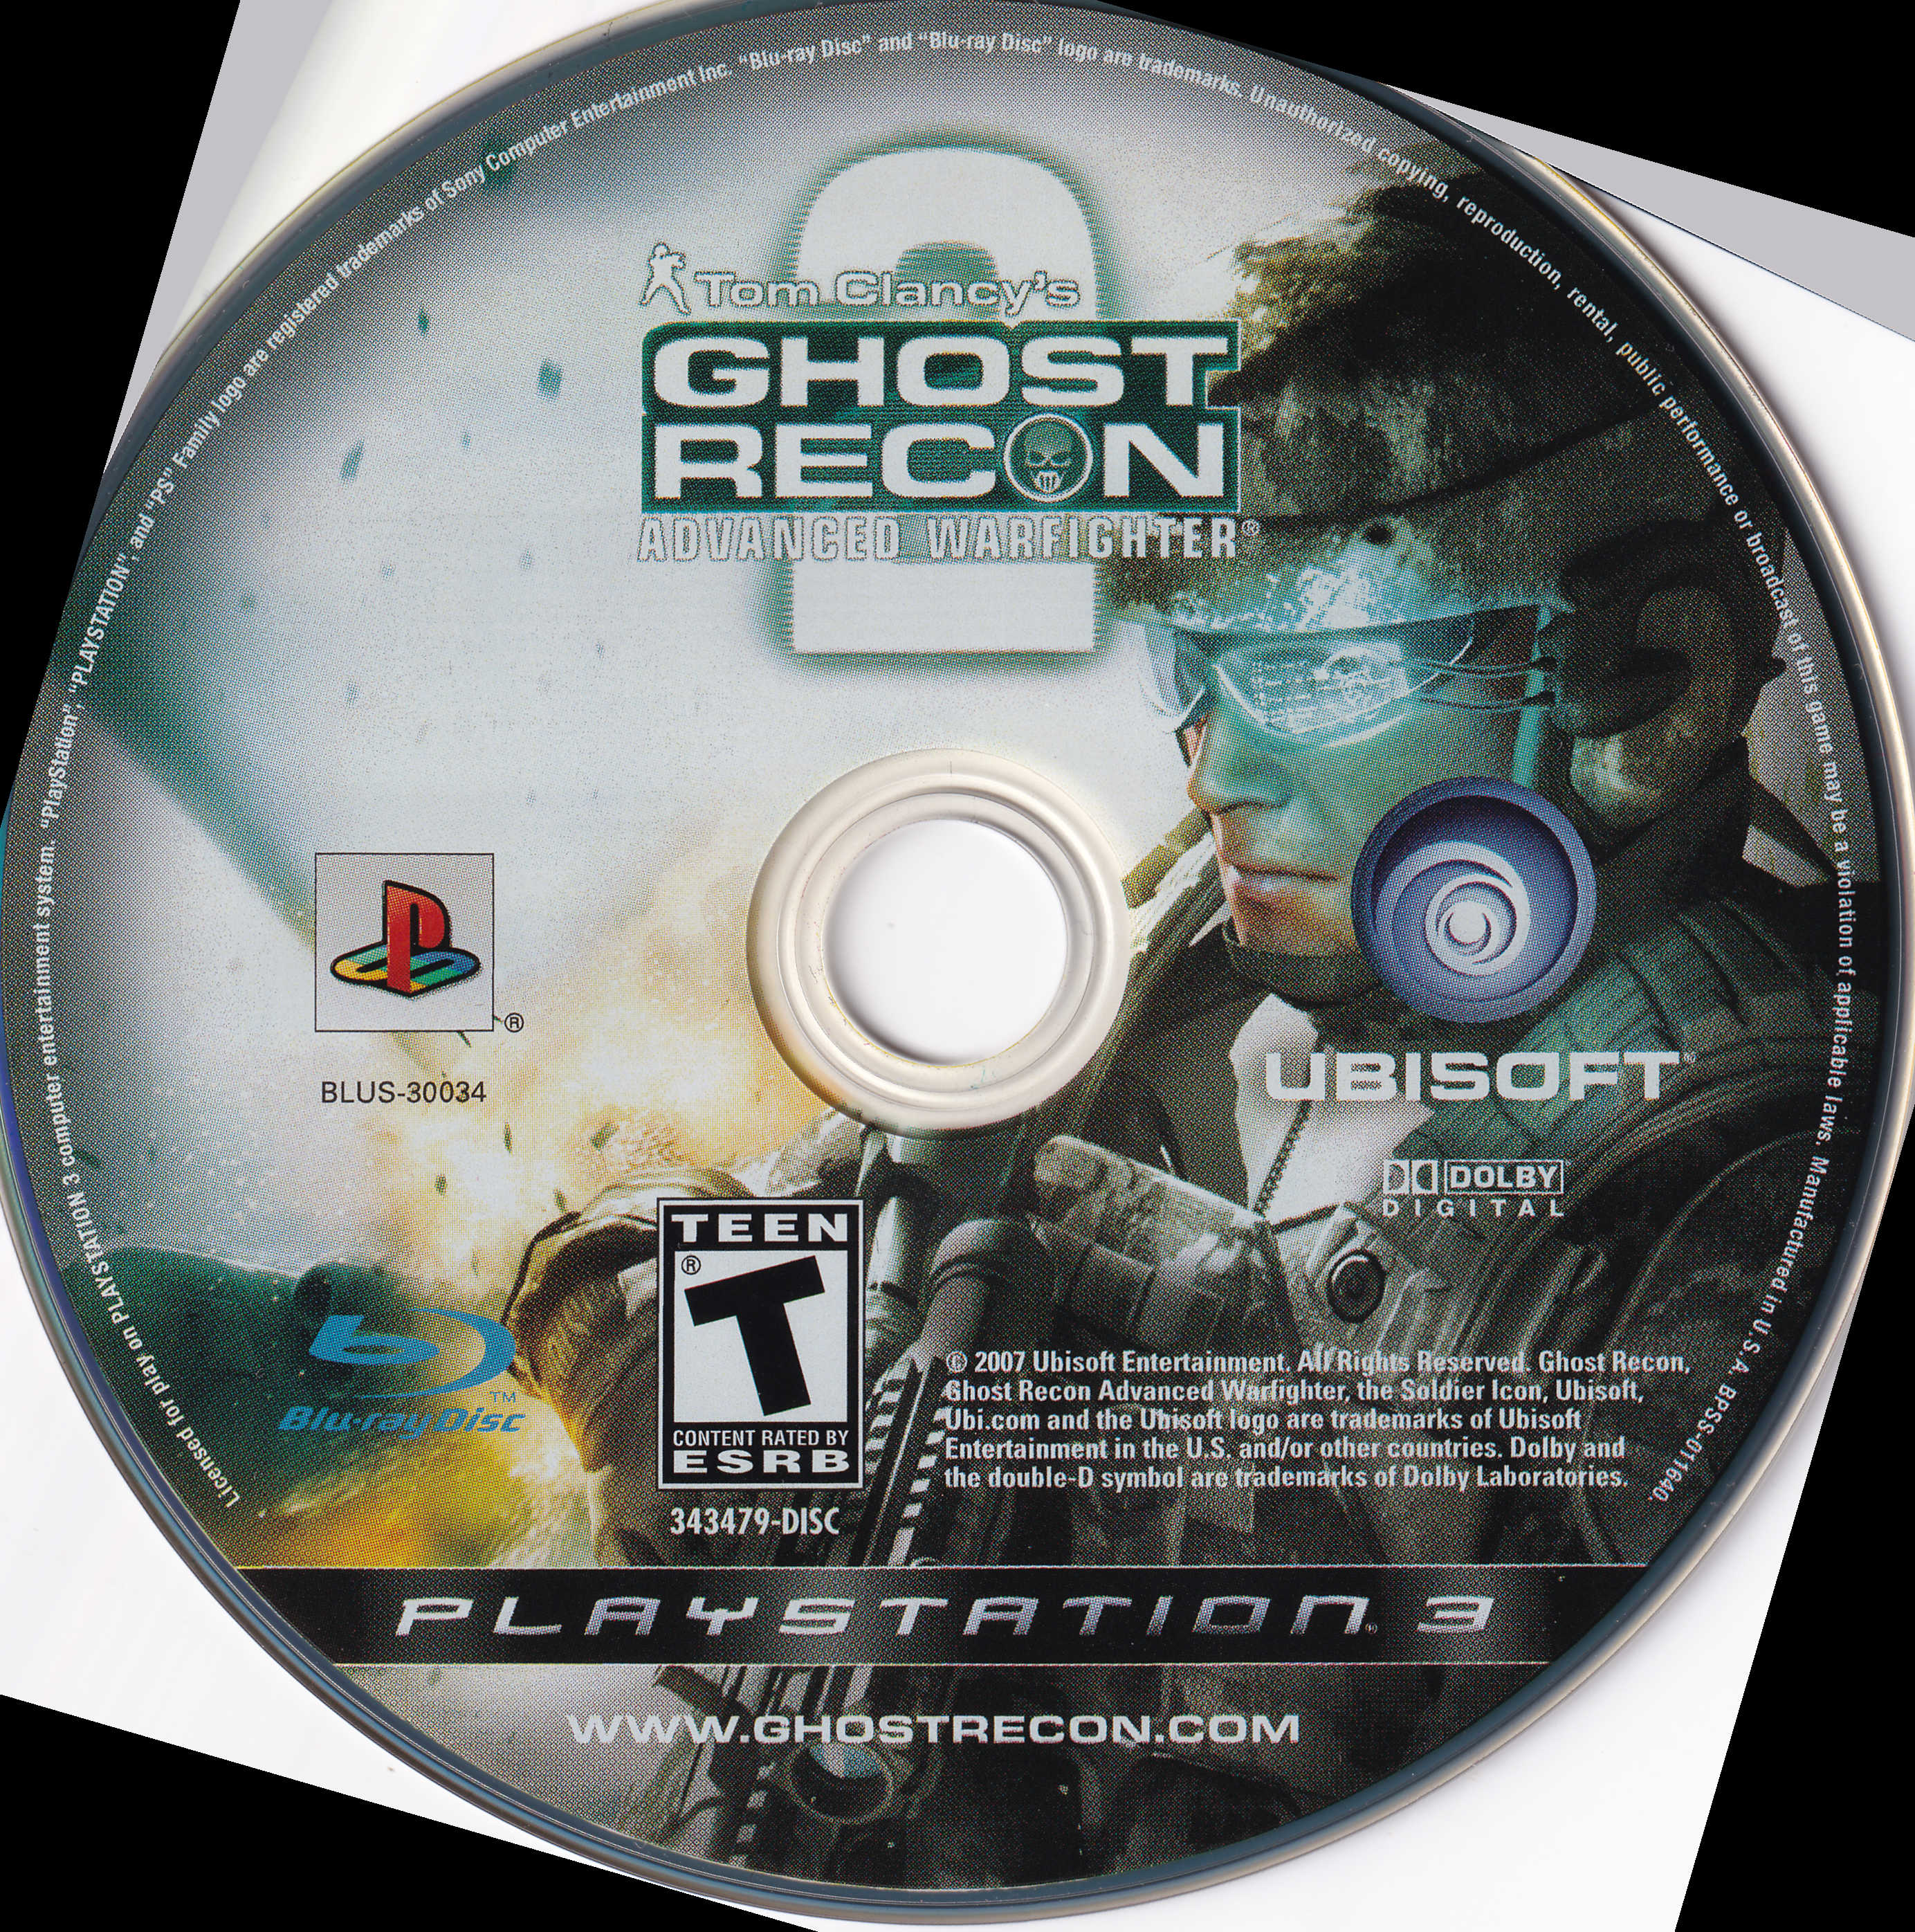 Licensed for play on PLAYSTATION 3 computer entertainment system. "PlayStation", "PLAYSTATION", and "PS" Family logo are registered trademarks of Sony Computer Entertainment Inc. "Blu-ray Disc" and "Blu-ray Disc" logo are trademarks. Unauthorized copying, reproduction, rental, public performance or broadcast of this game may be a violation of applicable laws. Manufactured in U.S.A. BPSS-011640.
2
Tom Clancy's
GHOST
RECON
ADVANCED WARFIGHTER®
®
BLUS-30034
UBISOFT™
DOLBY
DIGITAL
TEEN
®
T
CONTENT RATED BY
ESRB
343479-DISC
™
Blu-ray Disc
© 2007 Ubisoft Entertainment. All Rights Reserved. Ghost Recon,
Ghost Recon Advanced Warfighter, the Soldier Icon, Ubisoft,
Ubi.com and the Ubisoft logo are trademarks of Ubisoft
Entertainment in the U.S. and/or other countries. Dolby and
the double-D symbol are trademarks of Dolby Laboratories.
PLAYSTATION® 3
WWW.GHOSTRECON.COM